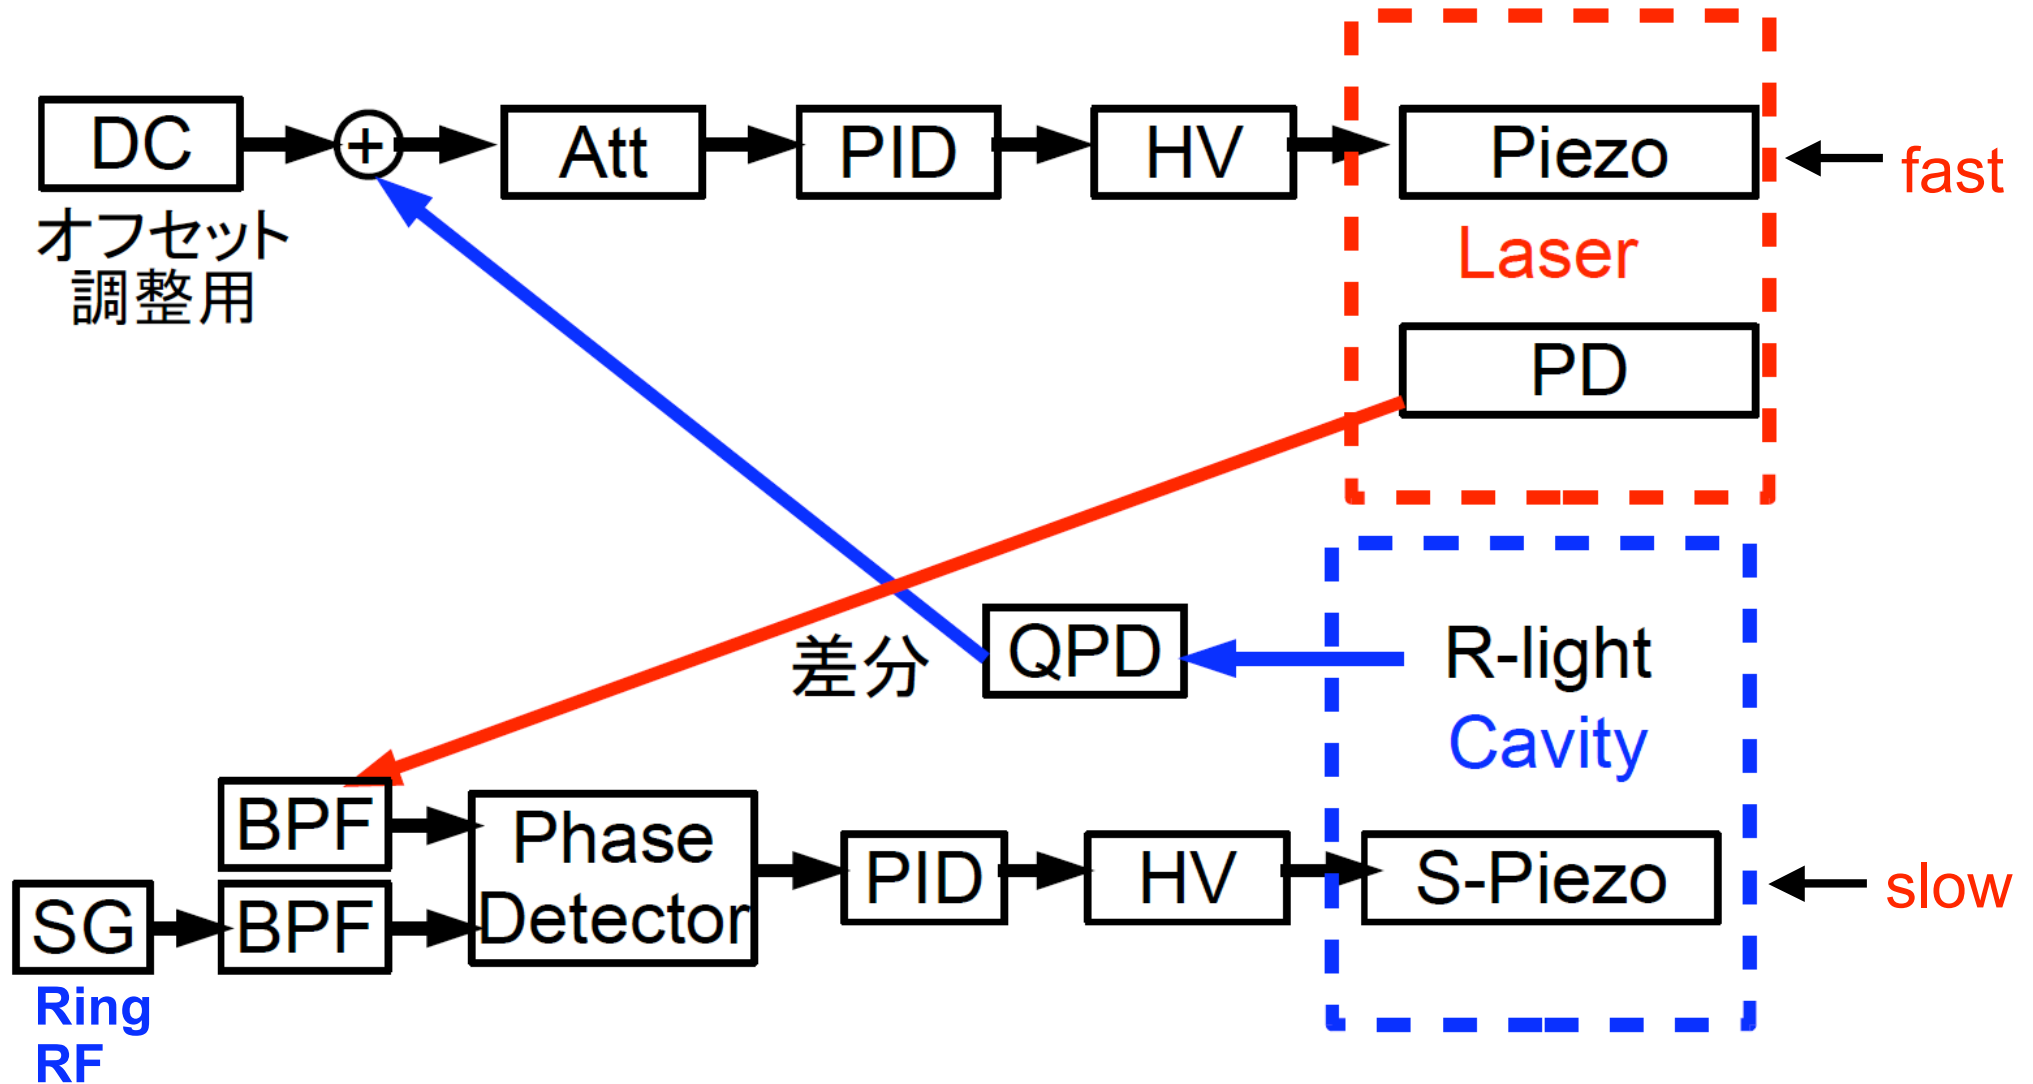 DC
+
Att
PID
HV
Piezo
fast
オフセット
調整用
Laser
PD
差分
QPD
R-light
Cavity
BPF
Phase
Detector
PID
HV
S-Piezo
slow
SG
BPF
Ring
RF